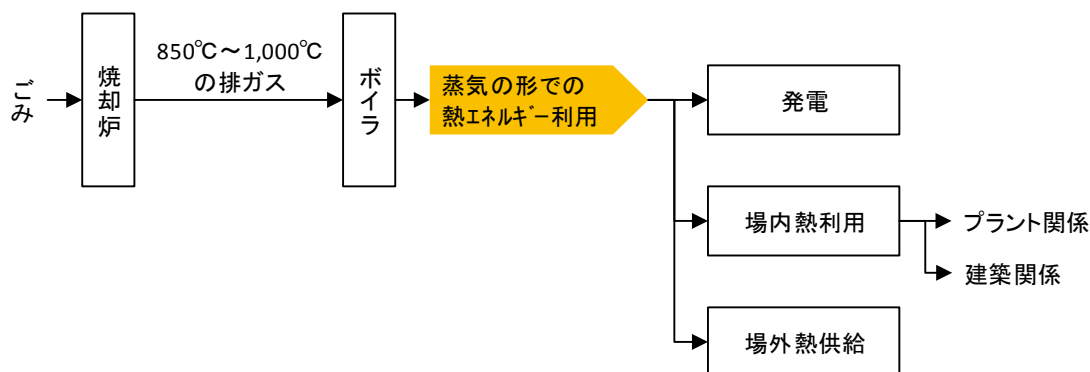 ごみ
焼却炉
850℃～1,000℃
の排ガス
ボイラ
蒸気の形での
熱ｴﾈﾙｷﾞｰ利用
発電
場内熱利用
プラント関係
建築関係
場外熱供給